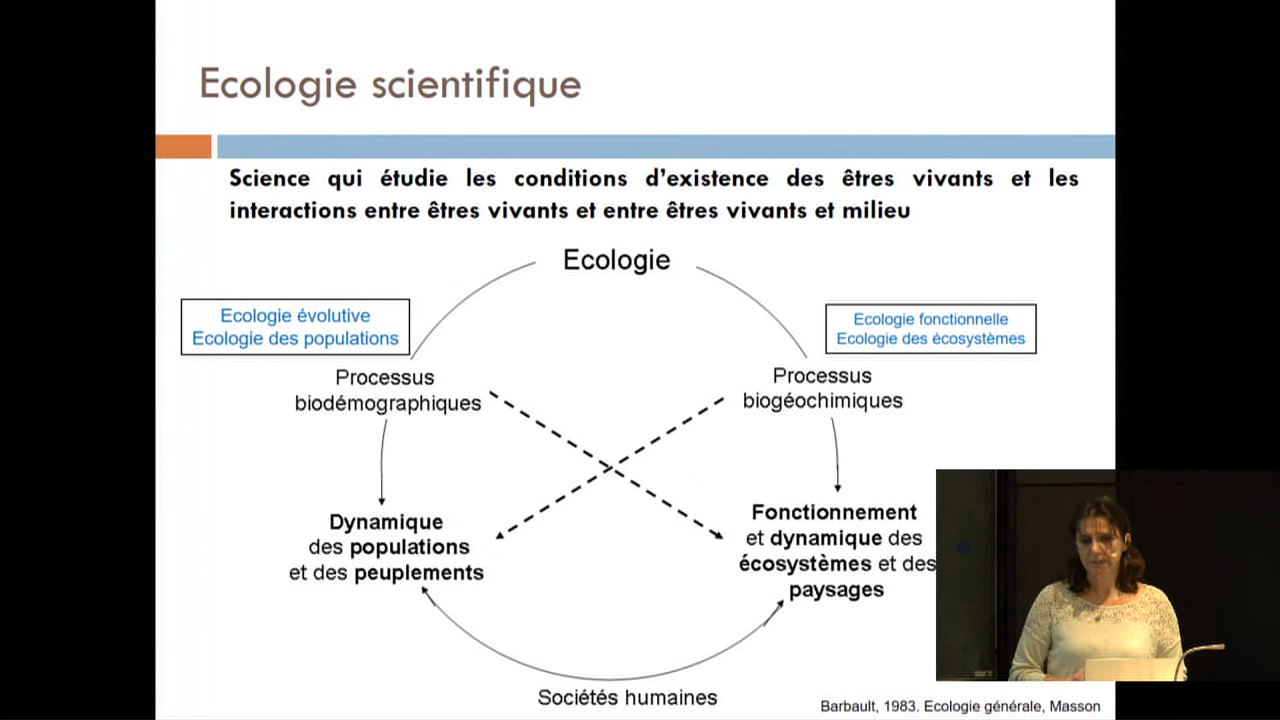 Ecologie scientifique
Science qui étudie les conditions d'existence des êtres vivants et les
interactions entre êtres vivants et entre êtres vivants et milieu
Ecologie
Ecologie évolutive
Ecologie des populations
Ecologie fonctionnelle
Ecologie des écosystèmes
Processus
biodémographiques
Processus
biogéochimiques
Dynamique
des populations
et des peuplements
Fonctionnement
et dynamique des
écosystèmes et des
paysages
Sociétés humaines
Barbault, 1983. Ecologie générale, Masson